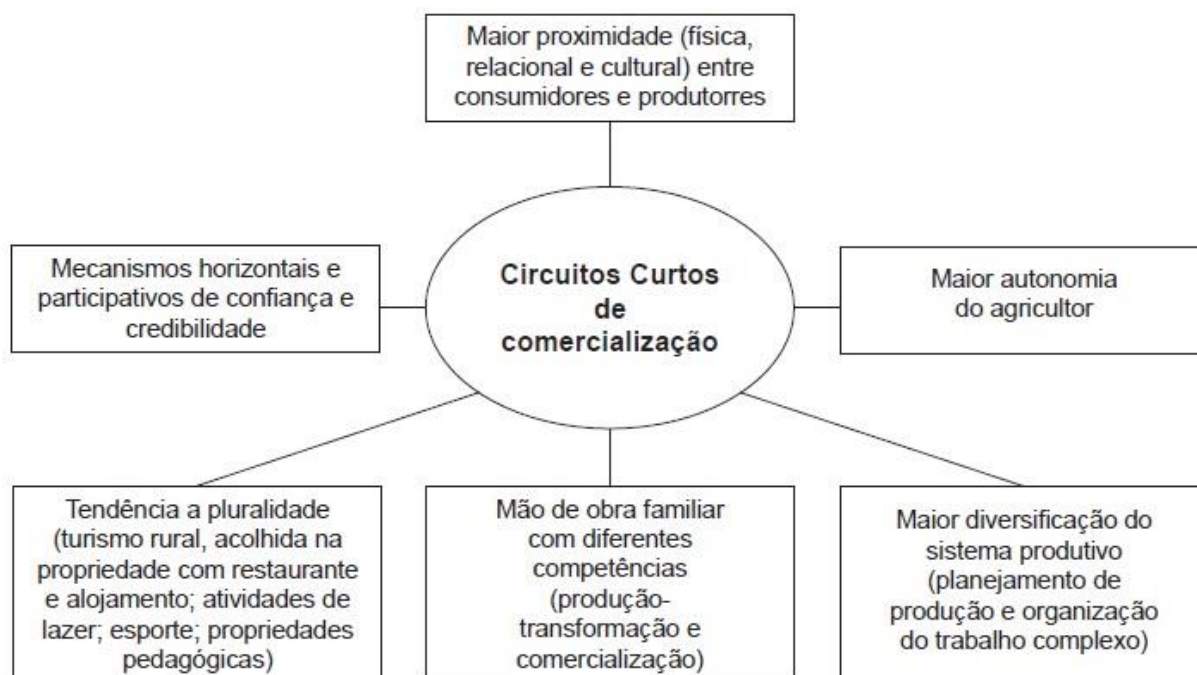 Maior proximidade (física,
relacional e cultural) entre
consumidores e produtorres
Mecanismos horizontais e
participativos de confiança e
credibilidade
Circuitos Curtos
de
comercialização
Maior autonomia
do agricultor
Tendência a pluralidade
(turismo rural, acolhida na
propriedade com restaurante
e alojamento; atividades de
lazer; esporte; propriedades
pedagógicas)
Mão de obra familiar
com diferentes
competências
(produção-
transformação e
comercialização)
Maior diversificação do
sistema produtivo
(planejamento de
produção e organização
do trabalho complexo)